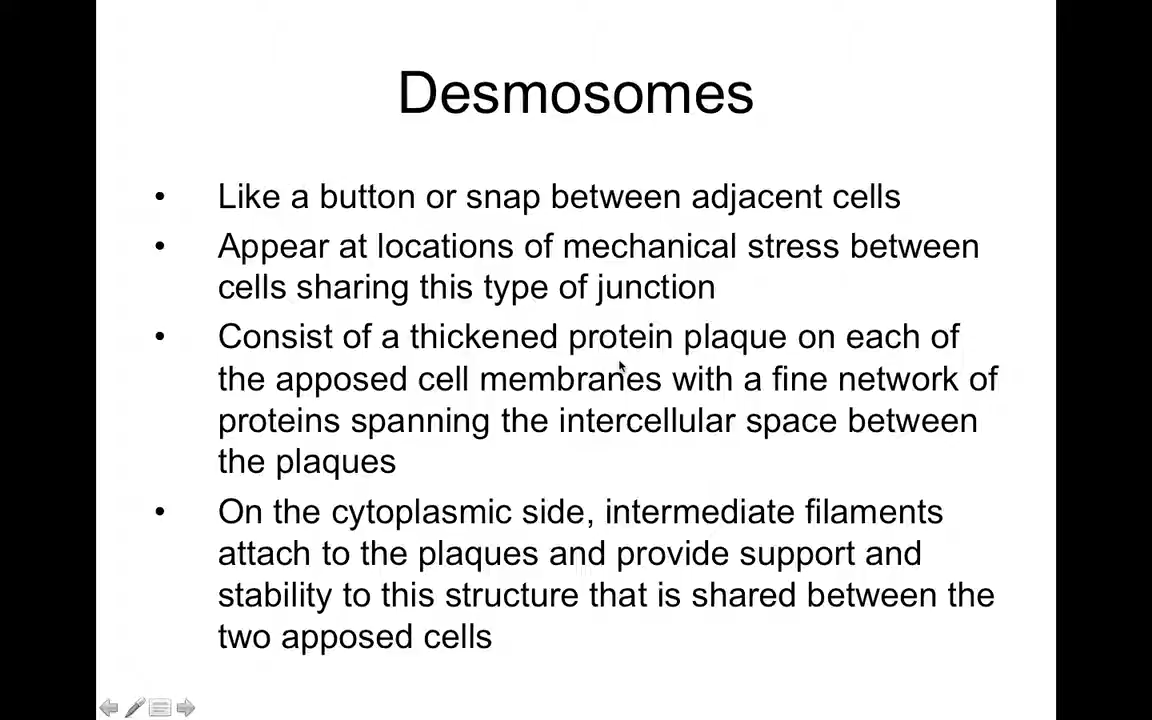 Desmosomes
• Like a button or snap between adjacent cells
• Appear at locations of mechanical stress between
cells sharing this type of junction
• Consist of a thickened protein plaque on each of
the apposed cell membranes with a fine network of
proteins spanning the intercellular space between
the plaques
• On the cytoplasmic side, intermediate filaments
attach to the plaques and provide support and
stability to this structure that is shared between the
two apposed cells